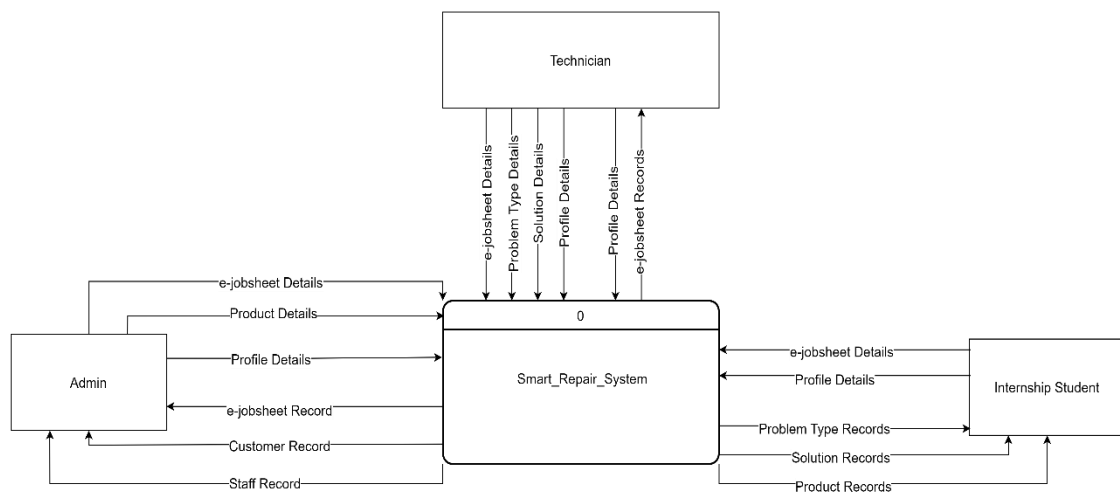 Technician
e-jobsheet Details
Problem Type Details
Solution Details
Profile Details
Profile Details
e-jobsheet Records
e-jobsheet Details
Product Details
Profile Details
Admin
e-jobsheet Record
Customer Record
Staff Record
0
Smart_Repair_System
e-jobsheet Details
Profile Details
Internship Student
Problem Type Records
Solution Records
Product Records